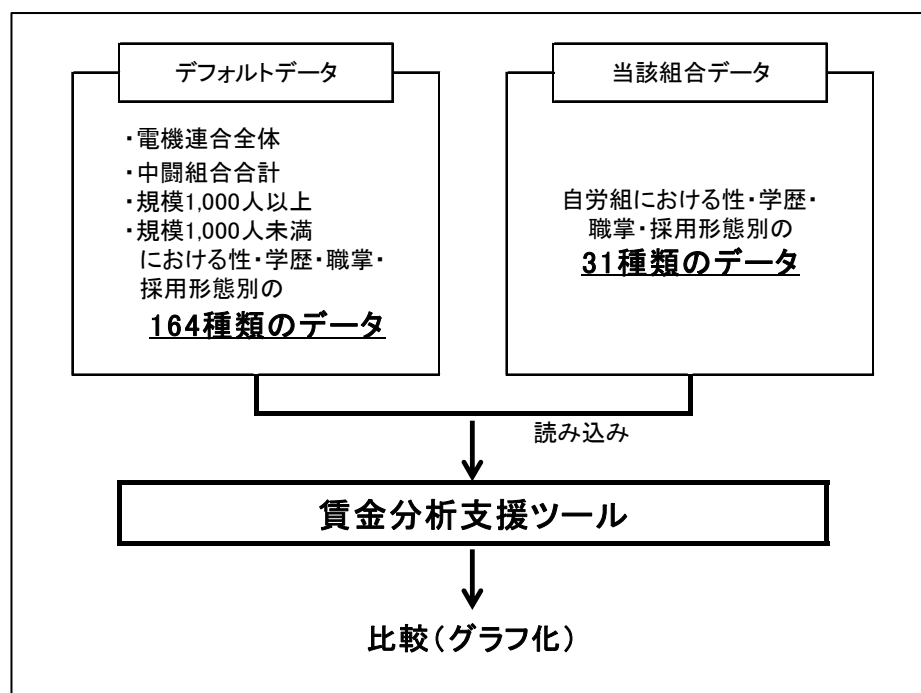 デフォルトデータ
・電機連合全体
・中闘組合合計
・規模1,000人以上
・規模1,000人未満
における性・学歴・職掌・
採用形態別の
164種類のデータ
当該組合データ
自労組における性・学歴・
職掌・採用形態別の
31種類のデータ
読み込み
賃金分析支援ツール
比較（グラフ化）